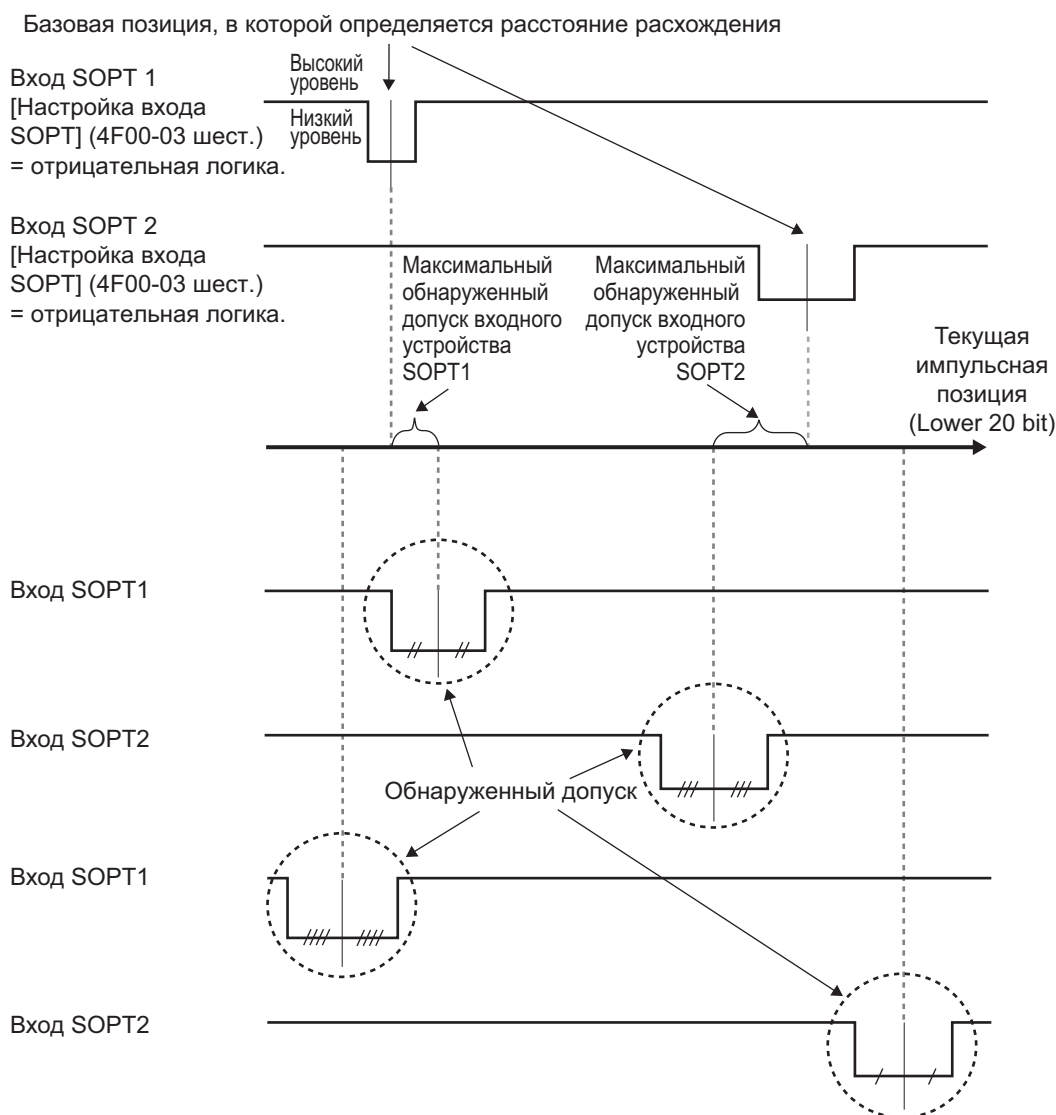 Базовая позиция, в которой определяется расстояние расхождения
Вход SOPT 1
[Настройка входа
SOPT] (4F00-03 шест.)
= отрицательная логика.
Высокий
уровень
Низкий
уровень
Вход SOPT 2
[Настройка входа
SOPT] (4F00-03 шест.)
= отрицательная логика.
Максимальный
обнаруженный
допуск входного
устройства
SOPT1
Максимальный
обнаруженный
допуск входного
устройства
SOPT2
Текущая
импульсная
позиция
(Lower 20 bit)
Вход SOPT1
Вход SOPT2
Обнаруженный допуск
Вход SOPT1
Вход SOPT2